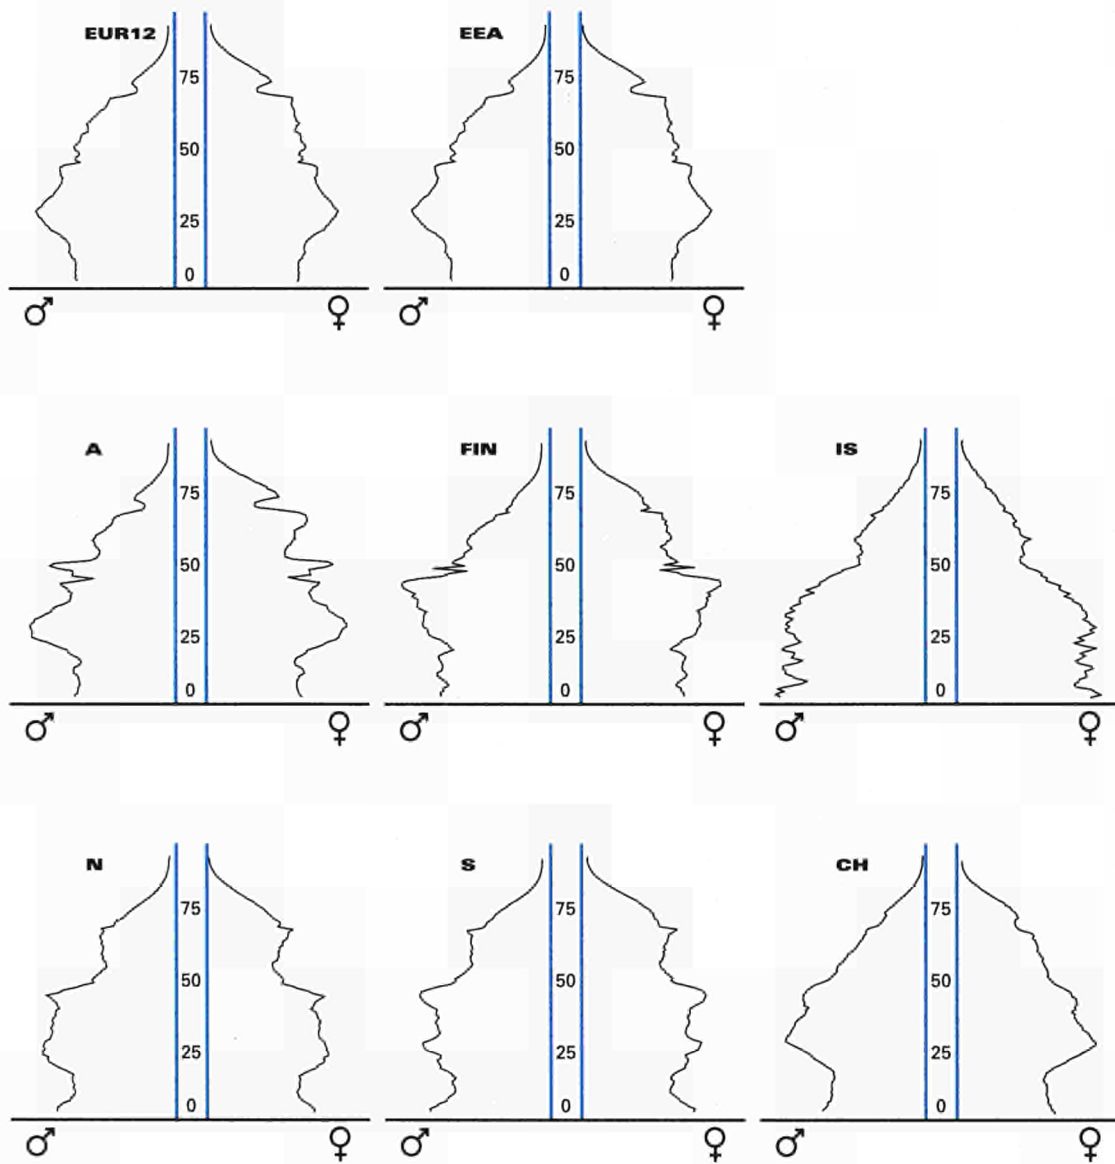 EUR12 EEA
75 75
50 50
25 25
0 0
♂ ♀ ♂ ♀
A FIN IS
75 75 75
50 50 50
25 25 25
0 0 0
♂ ♀ ♂ ♀ ♂ ♀
N S CH
75 75 75
50 50 50
25 25 25
0 0 0
♂ ♀ ♂ ♀ ♂ ♀